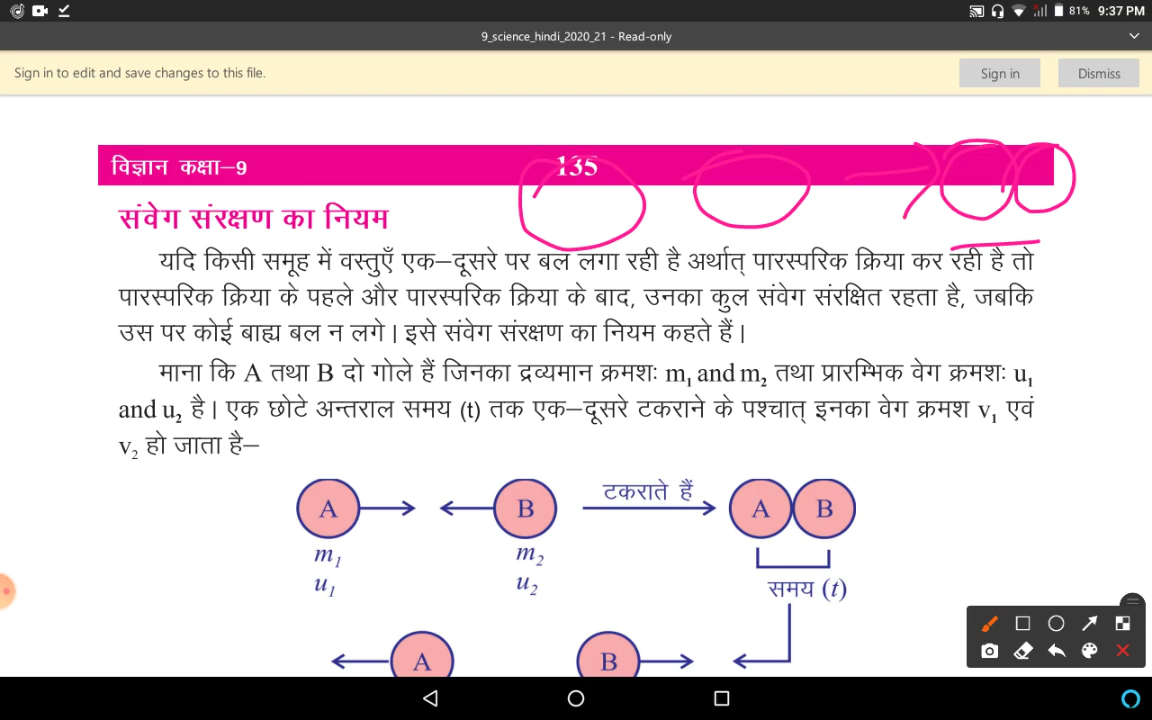 81% 9:37 PM
9_science_hindi_2020_21 - Read-only
Sign in to edit and save changes to this file.
Sign in
Dismiss
विज्ञान कक्षा–9
135
संवेग संरक्षण का नियम
यदि किसी समूह में वस्तुएँ एक–दूसरे पर बल लगा रही है अर्थात् पारस्परिक क्रिया कर रही है तो
पारस्परिक क्रिया के पहले और पारस्परिक क्रिया के बाद, उनका कुल संवेग संरक्षित रहता है, जबकि
उस पर कोई बाह्य बल न लगे। इसे संवेग संरक्षण का नियम कहते हैं।
माना कि A तथा B दो गोले हैं जिनका द्रव्यमान क्रमशः m₁ and m₂ तथा प्रारम्भिक वेग क्रमशः u₁
and u₂ है। एक छोटे अन्तराल समय (t) तक एक–दूसरे टकराने के पश्चात् इनका वेग क्रमश v₁ एवं
v₂ हो जाता है–
A B टकराते हैं A B
m₁ m₂
u₁ u₂ समय (t)
A B